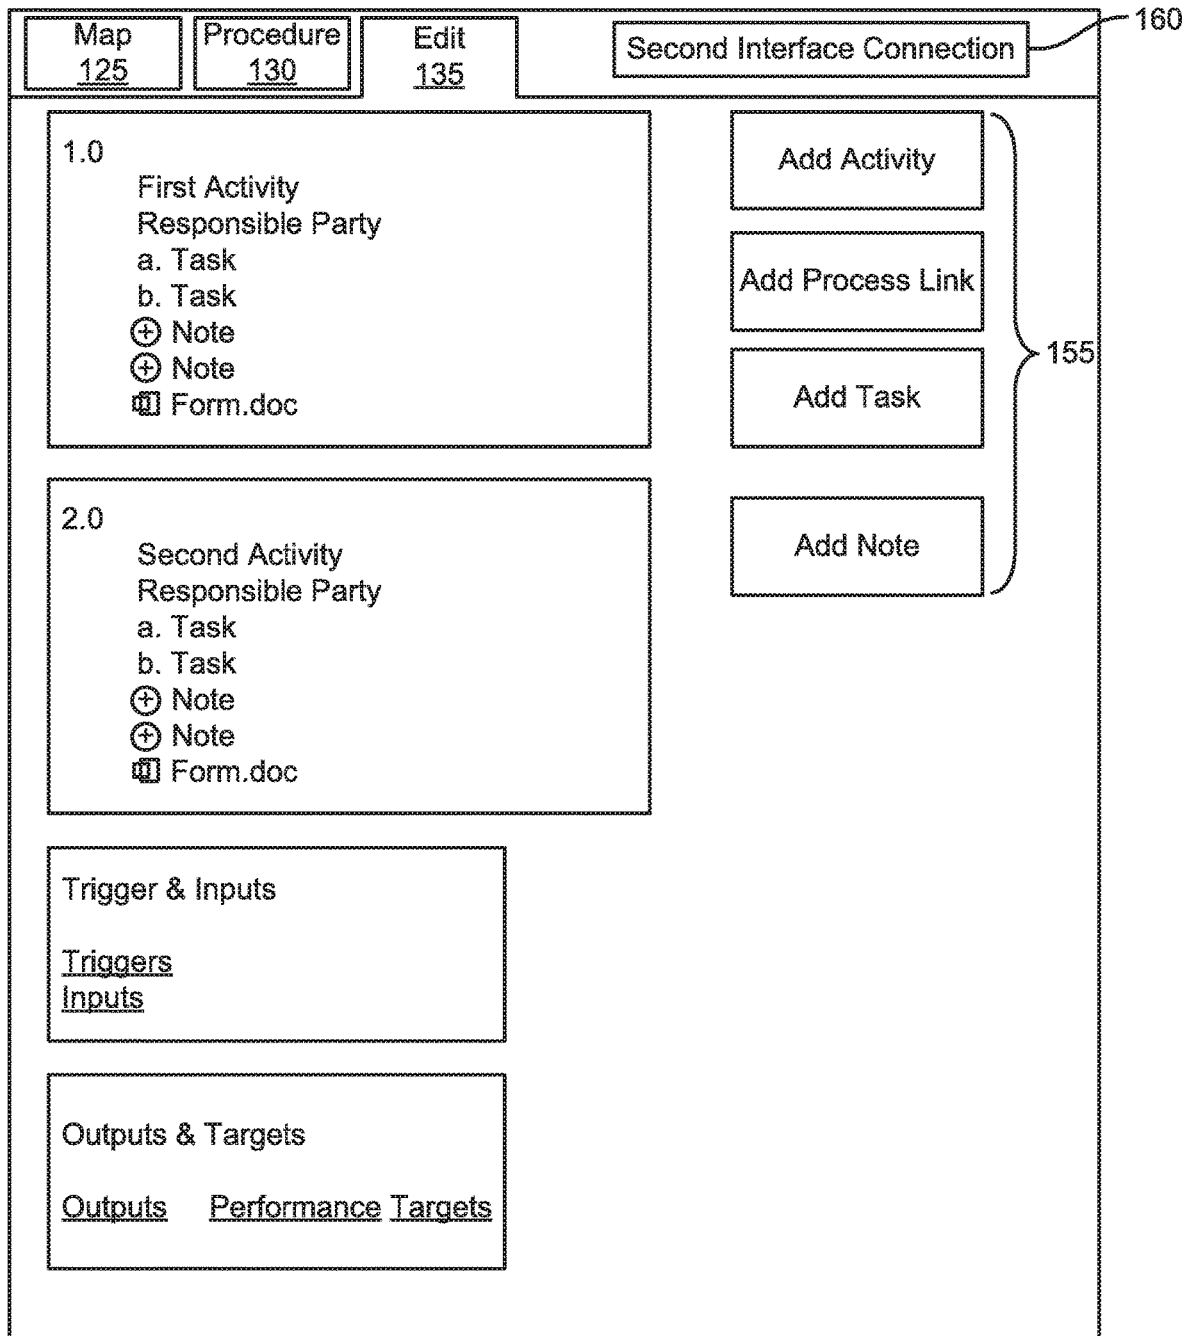 Map
125
Procedure
130
Edit
135
Second Interface Connection
160
1.0
First Activity
Responsible Party
a. Task
b. Task
Note
Note
Form.doc
Add Activity
Add Process Link
Add Task
Add Note
155
2.0
Second Activity
Responsible Party
a. Task
b. Task
Note
Note
Form.doc
Trigger & Inputs
Triggers
Inputs
Outputs & Targets
Outputs Performance Targets